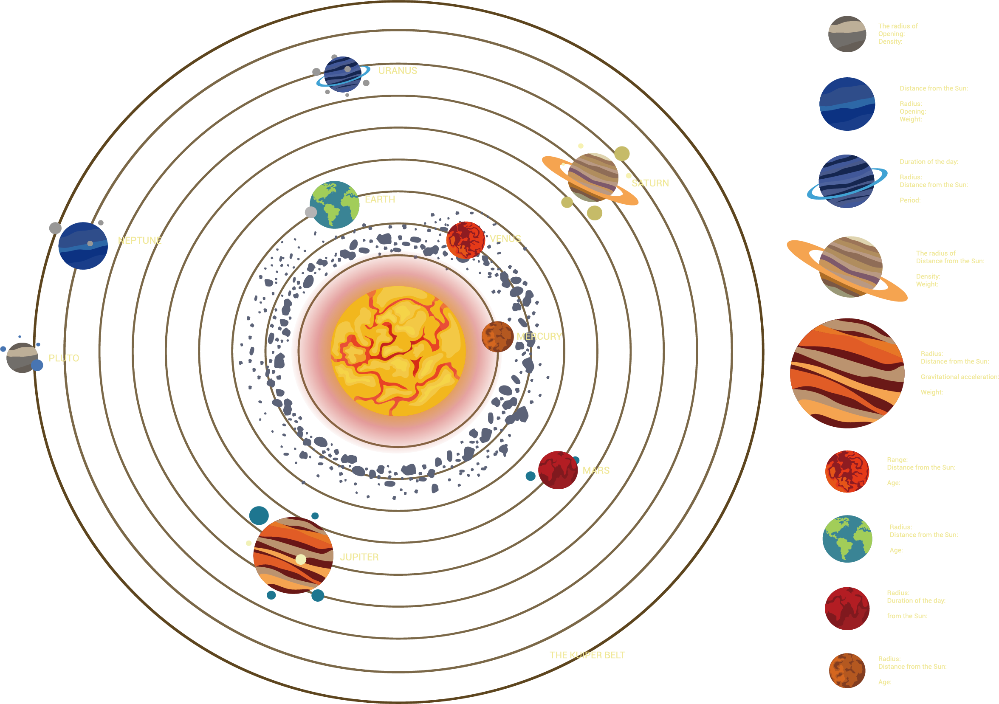 URANUS
SATURN
EARTH
NEPTUNE
VENUS
MERCURY
PLUTO
MARS
JUPITER
THE KUIPER BELT
The radius of
Opening:
Density:
Distance from the Sun:
Radius:
Opening:
Weight:
Duration of the day:
Radius:
Distance from the Sun:
Period:
The radius of
Distance from the Sun:
Density:
Weight:
Radius:
Distance from the Sun:
Gravitational acceleration:
Weight:
Range:
Distance from the Sun:
Age:
Radius:
Distance from the Sun:
Age:
Radius:
Duration of the day:
from the Sun:
Radius:
Distance from the Sun:
Age: